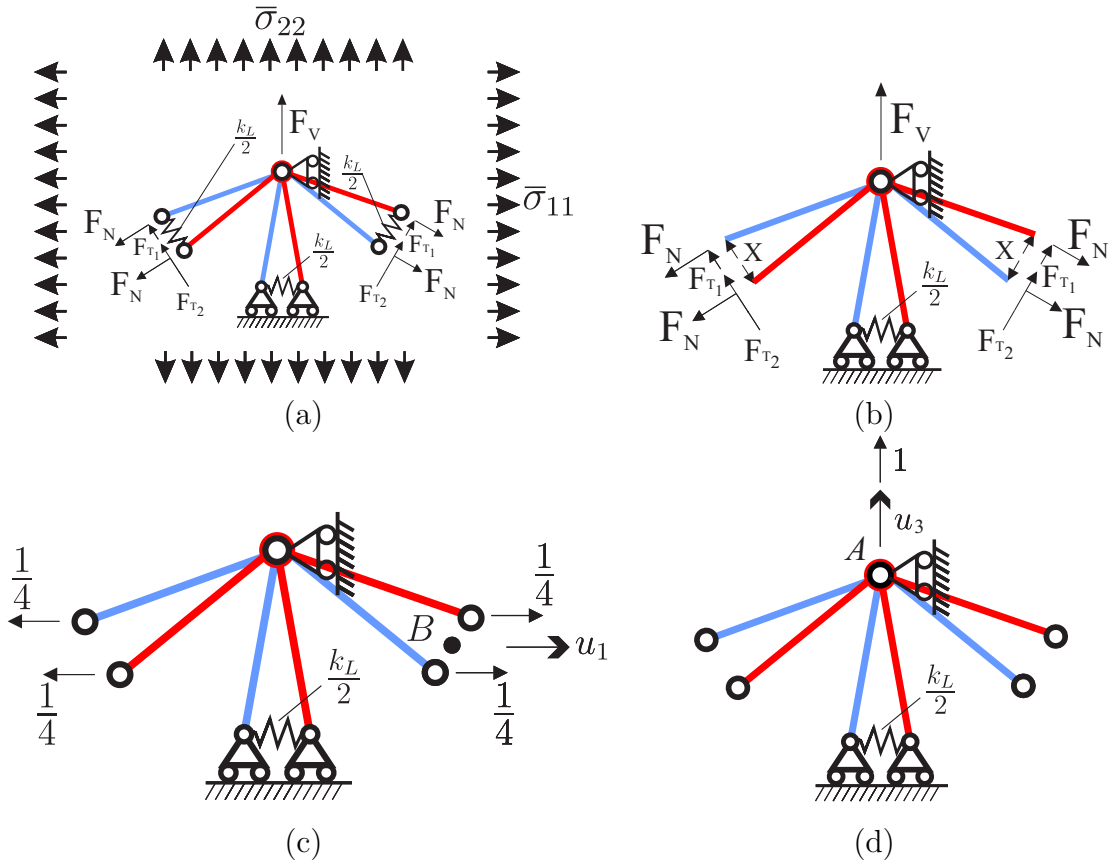 σ̅₂₂
F_V
k_L/2
k_L/2
σ̅₁₁
F_N
F_N
F_T₁
F_T₁
k_L/2
F_N
F_N
F_T₂
F_T₂
(a)
F_V
F_N
X
X
F_N
F_T₁
F_T₁
k_L/2
F_N
F_N
F_T₂
F_T₂
(b)
1/4
1/4
B
u₁
k_L/2
1/4
1/4
(c)
1
u₃
A
k_L/2
(d)